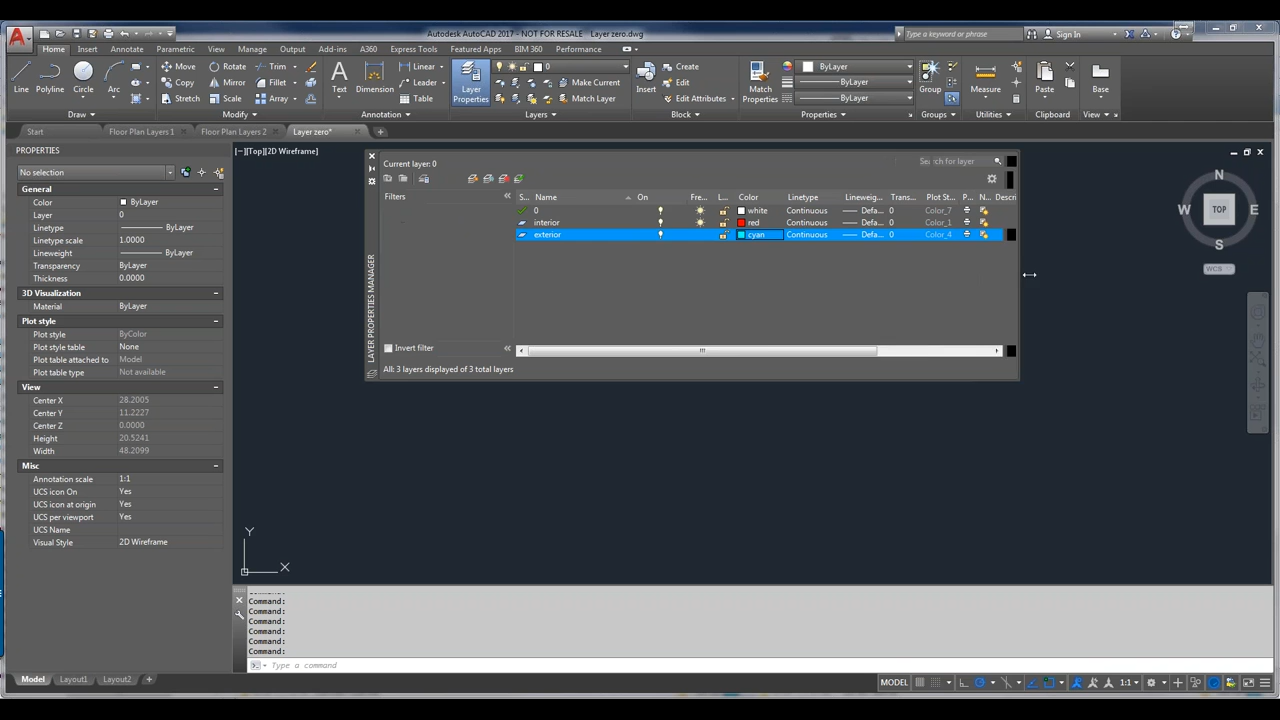 Autodesk AutoCAD 2017 - NOT FOR RESALE Layer zero.dwg
Type a keyword or phrase
Sign In
Home Insert Annotate Parametric View Manage Output Add-ins A360 Express Tools Featured Apps BIM 360 Performance
Line Polyline Circle Arc
Move Rotate Trim
Copy Mirror Fillet
Stretch Scale Array
Text Dimension
Linear
Leader
Table
Layer Properties
0
Make Current
Match Layer
Insert
Create
Edit
Edit Attributes
Match Properties
ByLayer
ByLayer
ByLayer
Group
Measure
Paste
Base
Draw Modify Annotation Layers Block Properties Groups Utilities Clipboard View
Start Floor Plan Layers 1 Floor Plan Layers 2 Layer zero*
PROPERTIES
No selection
General
Color ByLayer
Layer 0
Linetype ByLayer
Linetype scale 1.0000
Lineweight ByLayer
Transparency ByLayer
Thickness 0.0000
3D Visualization
Material ByLayer
Plot style
Plot style ByColor
Plot style table None
Plot table attached to Model
Plot table type Not available
View
Center X 28.2005
Center Y 11.2227
Center Z 0.0000
Height 20.5241
Width 48.2099
Misc
Annotation scale 1:1
UCS icon On Yes
UCS icon at origin Yes
UCS per viewport Yes
UCS Name
Visual Style 2D Wireframe
[−][Top][2D Wireframe]
Current layer: 0
Search for layer
Filters
S... Name On Fre... L... Color Linetype Lineweig... Trans... Plot St... P... N... Descri
0 white Continuous Defa... 0 Color_7
interior red Continuous Defa... 0 Color_1
exterior cyan Continuous Defa... 0 Color_4
Invert filter
All: 3 layers displayed of 3 total layers
LAYER PROPERTIES MANAGER
N
W TOP E
S
WCS
Y
X
Command:
Command:
Command:
Command:
Command:
Command:
Type a command
Model Layout1 Layout2
MODEL 1:1